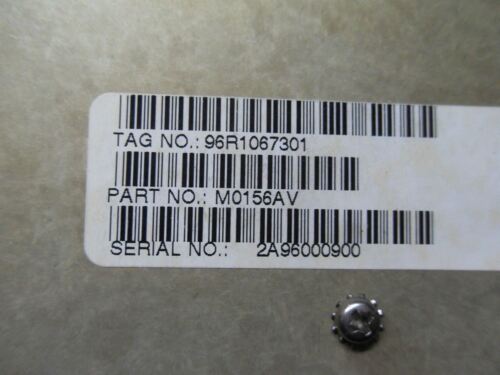 TAG NO.: 96R1067301
PART NO.: M0156AV
SERIAL NO.: 2A96000900